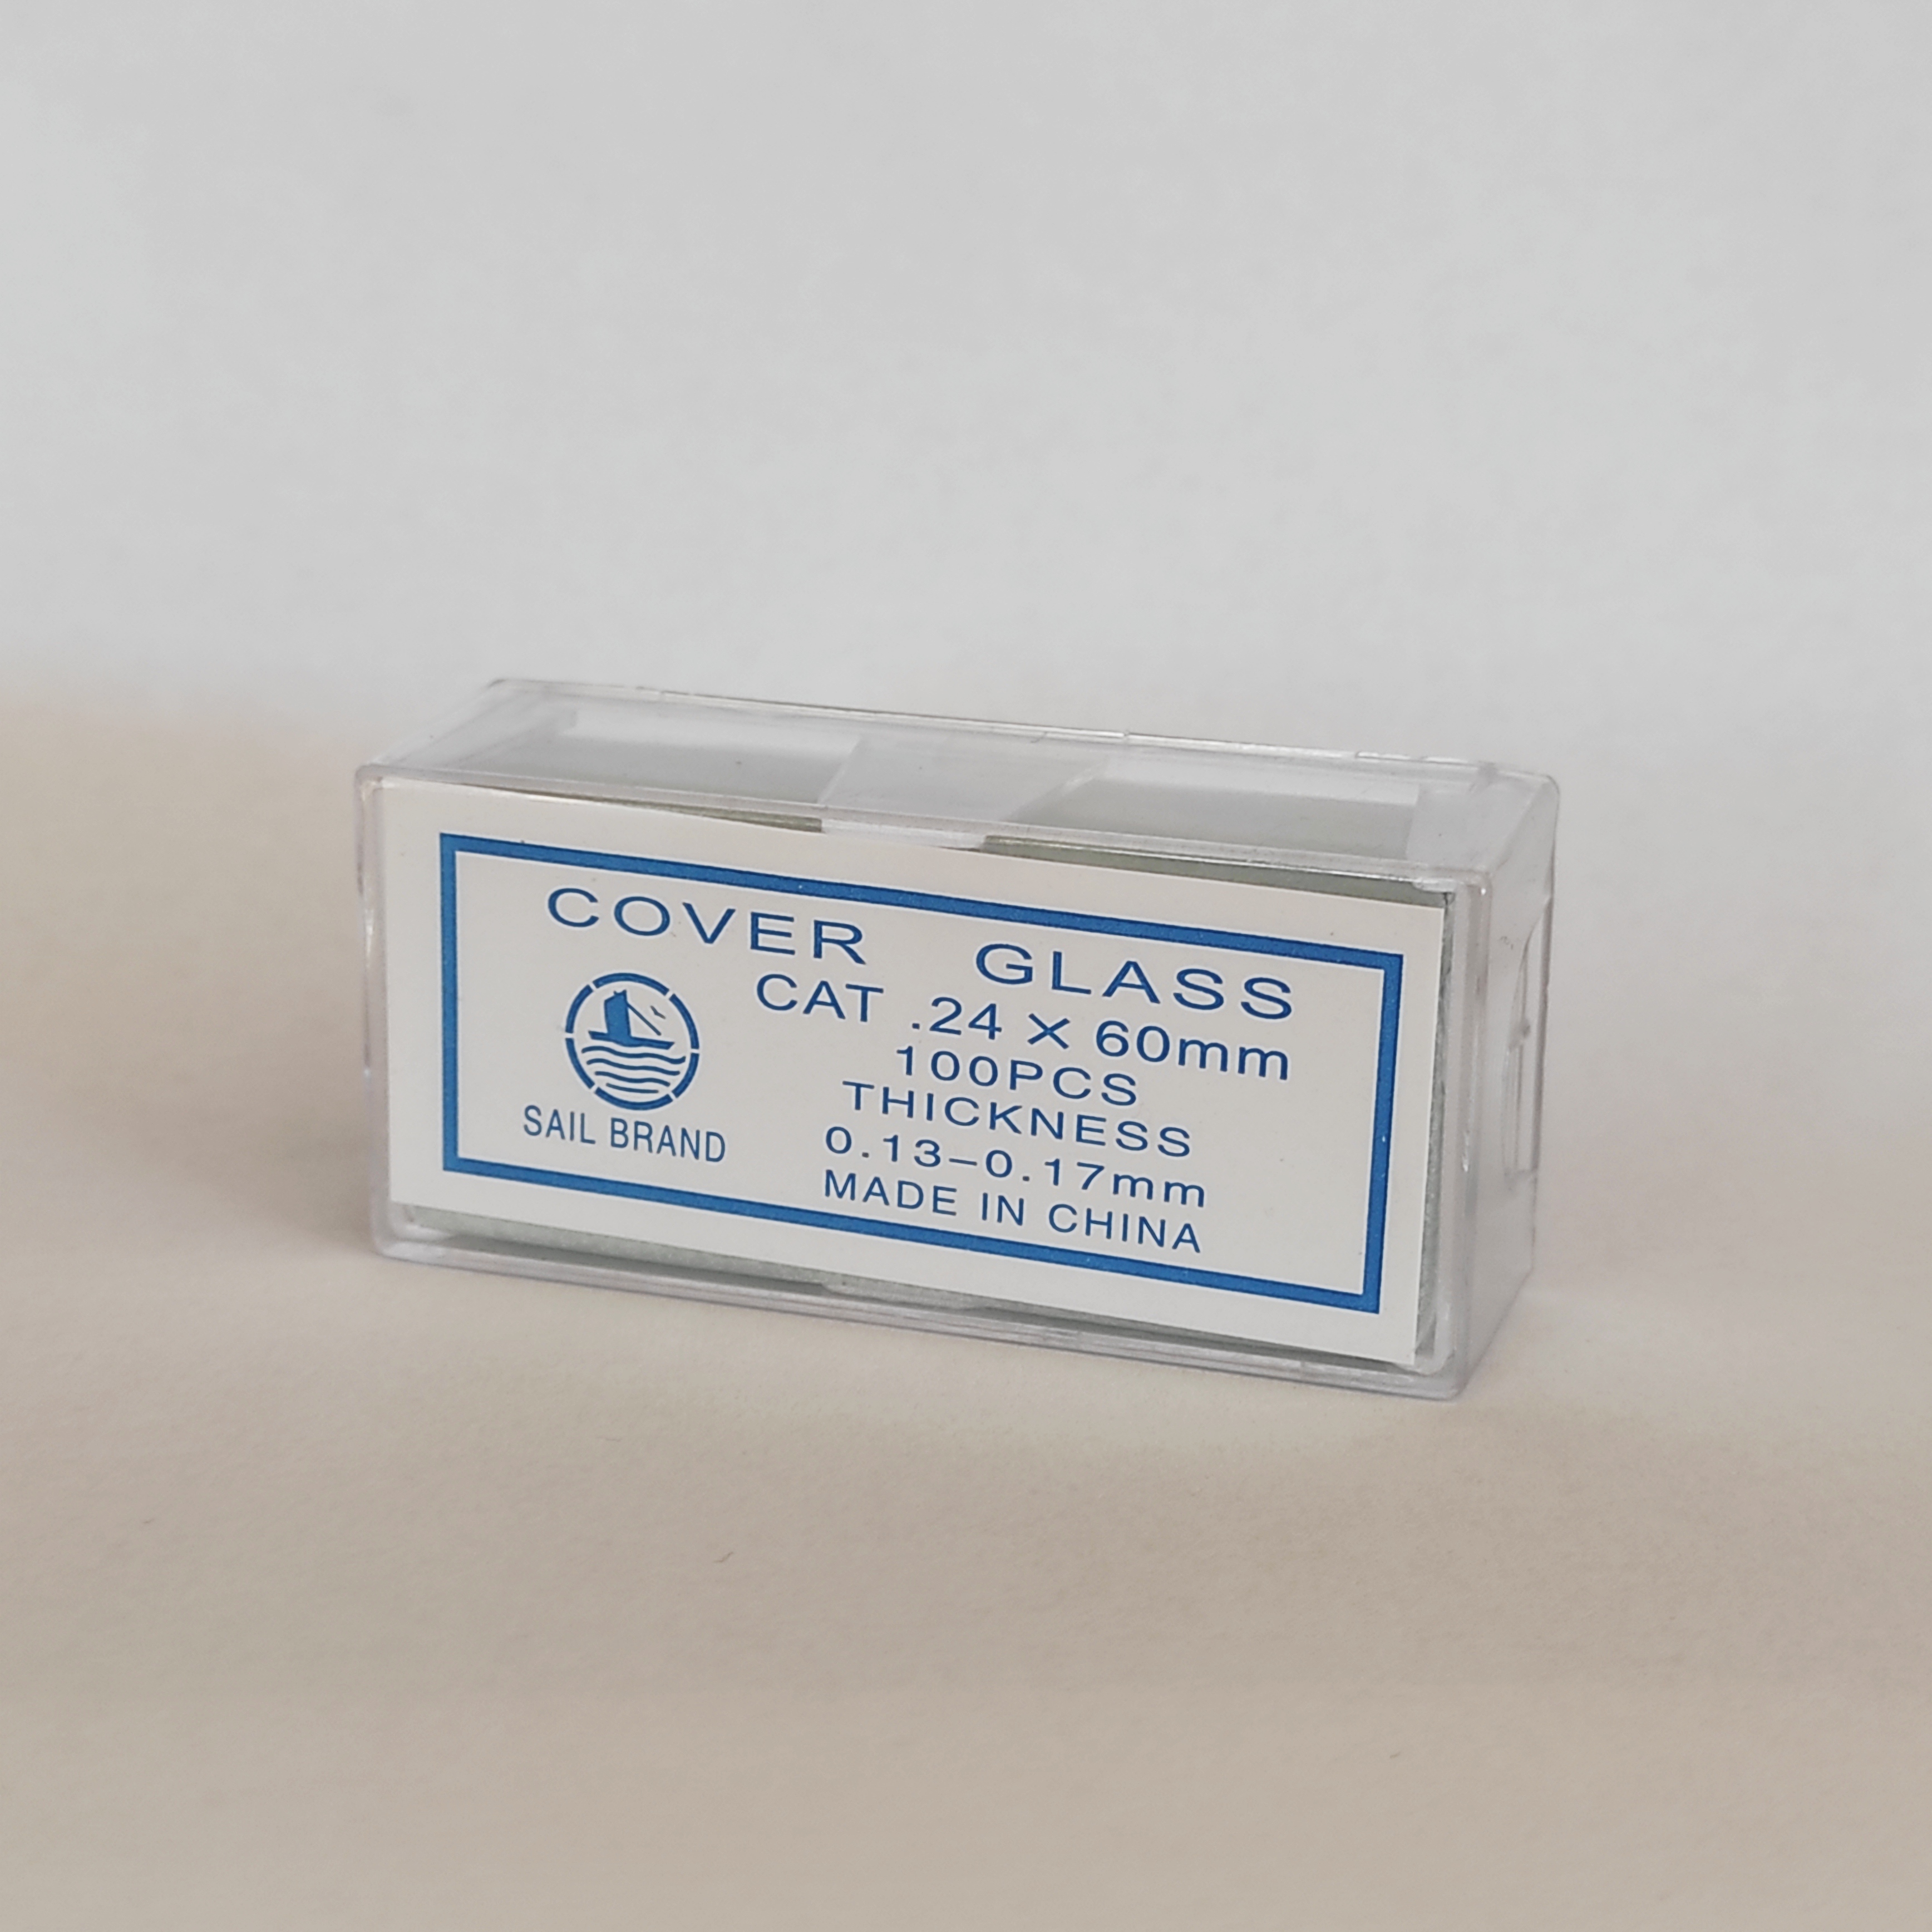 COVER GLASS
CAT .24 × 60mm
100PCS
THICKNESS
0.13–0.17mm
MADE IN CHINA
SAIL BRAND